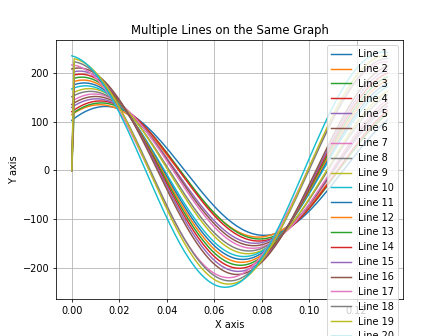 Multiple Lines on the Same Graph
Y axis
200
100
0
−100
−200
0.00
0.02
0.04
0.06
0.08
0.10
X axis
Line 1
Line 2
Line 3
Line 4
Line 5
Line 6
Line 7
Line 8
Line 9
Line 10
Line 11
Line 12
Line 13
Line 14
Line 15
Line 16
Line 17
Line 18
Line 19
Line 20